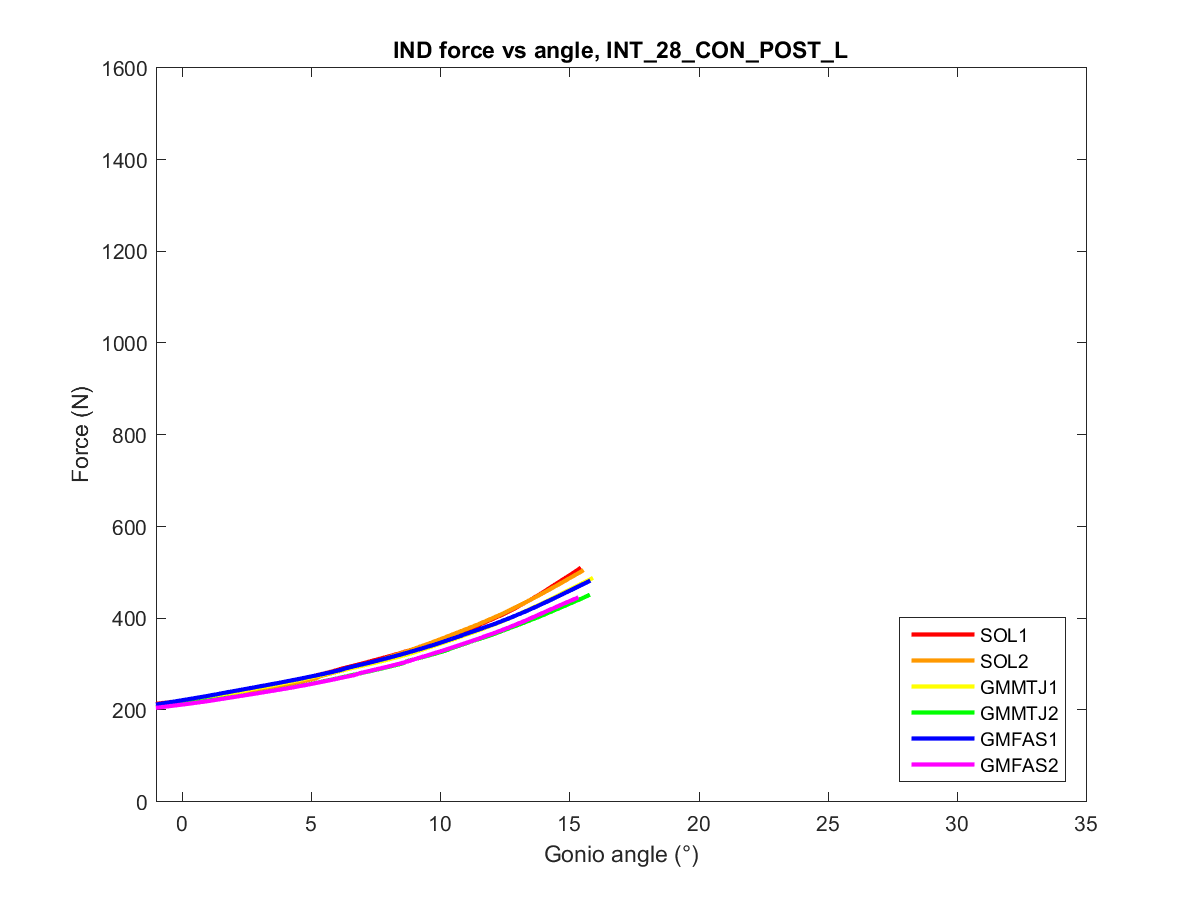 IND force vs angle, INT_28_CON_POST_L
1600
1400
1200
1000
800
600
400
200
0
Force (N)
0 5 10 15 20 25 30 35
Gonio angle (°)
SOL1
SOL2
GMMTJ1
GMMTJ2
GMFAS1
GMFAS2